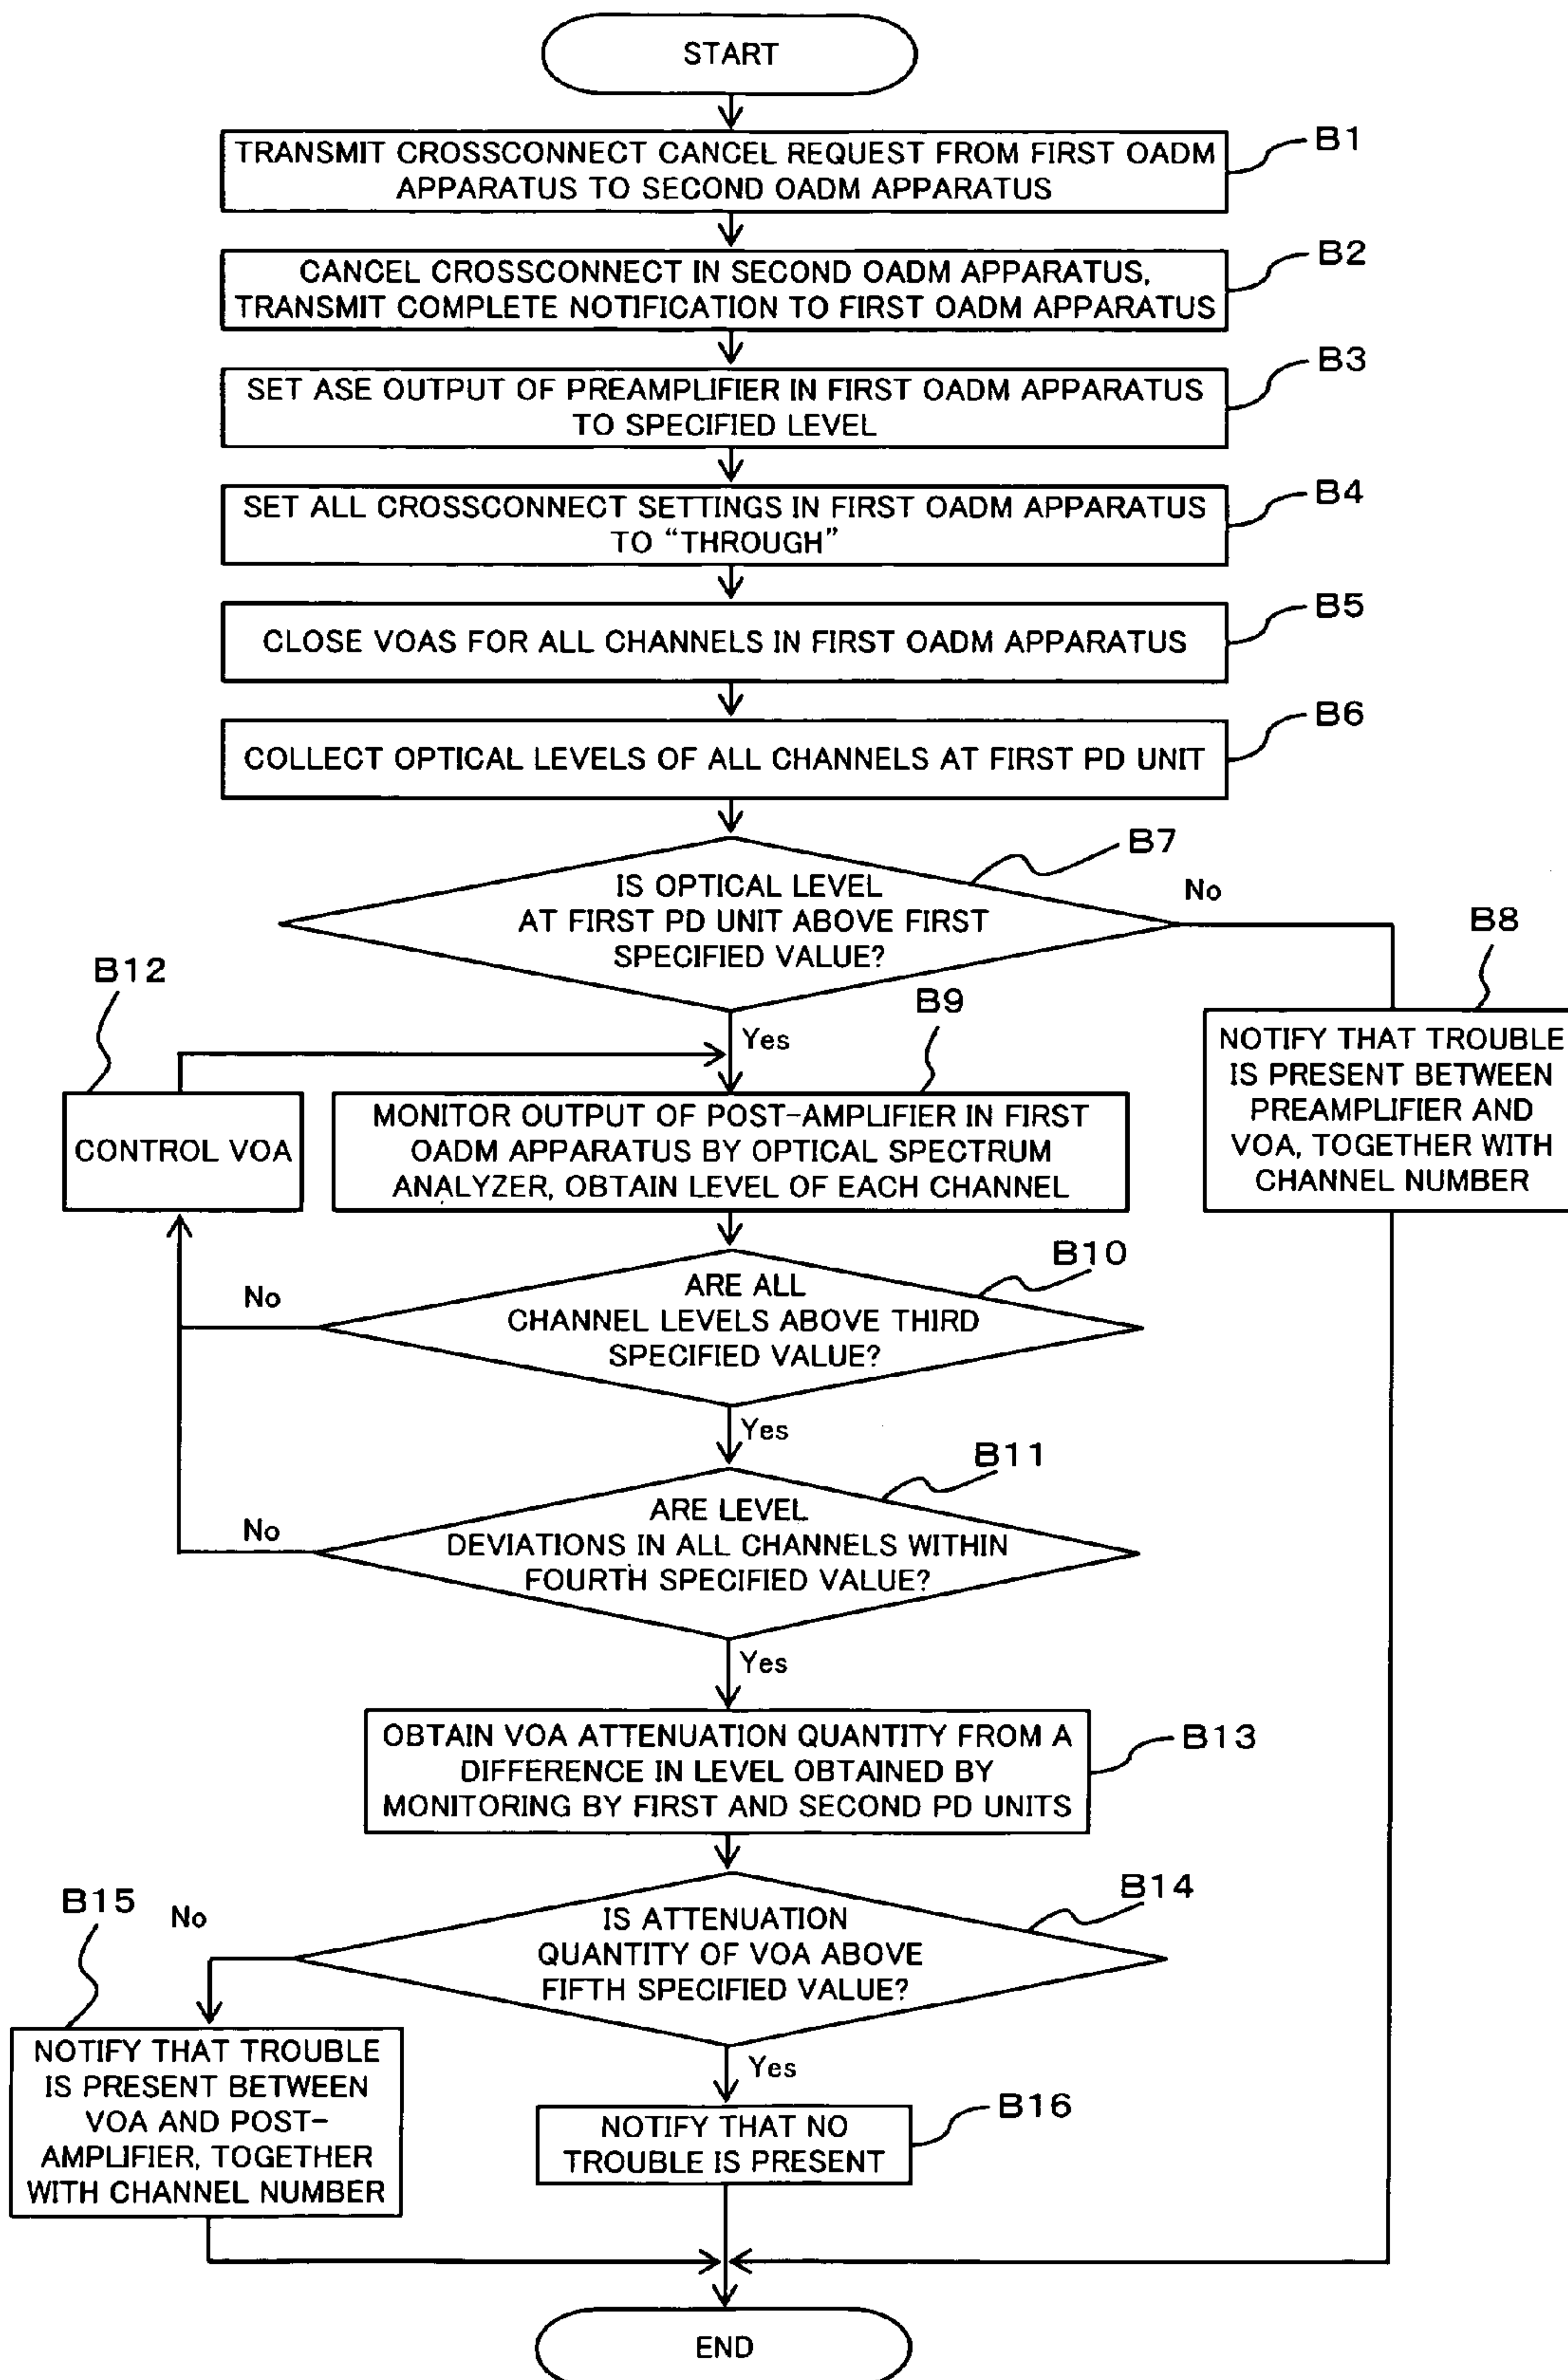 START
B1
TRANSMIT CROSSCONNECT CANCEL REQUEST FROM FIRST OADM
APPARATUS TO SECOND OADM APPARATUS
B2
CANCEL CROSSCONNECT IN SECOND OADM APPARATUS,
TRANSMIT COMPLETE NOTIFICATION TO FIRST OADM APPARATUS
B3
SET ASE OUTPUT OF PREAMPLIFIER IN FIRST OADM APPARATUS
TO SPECIFIED LEVEL
B4
SET ALL CROSSCONNECT SETTINGS IN FIRST OADM APPARATUS
TO “THROUGH”
B5
CLOSE VOAS FOR ALL CHANNELS IN FIRST OADM APPARATUS
B6
COLLECT OPTICAL LEVELS OF ALL CHANNELS AT FIRST PD UNIT
B7
IS OPTICAL LEVEL
AT FIRST PD UNIT ABOVE FIRST
SPECIFIED VALUE?
No
B8
NOTIFY THAT TROUBLE
IS PRESENT BETWEEN
PREAMPLIFIER AND
VOA, TOGETHER WITH
CHANNEL NUMBER
Yes
B12
CONTROL VOA
B9
MONITOR OUTPUT OF POST-AMPLIFIER IN FIRST
OADM APPARATUS BY OPTICAL SPECTRUM
ANALYZER, OBTAIN LEVEL OF EACH CHANNEL
B10
ARE ALL
CHANNEL LEVELS ABOVE THIRD
SPECIFIED VALUE?
No
Yes
B11
ARE LEVEL
DEVIATIONS IN ALL CHANNELS WITHIN
FOURTH SPECIFIED VALUE?
No
Yes
B13
OBTAIN VOA ATTENUATION QUANTITY FROM A
DIFFERENCE IN LEVEL OBTAINED BY
MONITORING BY FIRST AND SECOND PD UNITS
B14
IS ATTENUATION
QUANTITY OF VOA ABOVE
FIFTH SPECIFIED VALUE?
No
B15
NOTIFY THAT TROUBLE
IS PRESENT BETWEEN
VOA AND POST-
AMPLIFIER, TOGETHER
WITH CHANNEL NUMBER
Yes
B16
NOTIFY THAT NO
TROUBLE IS PRESENT
END